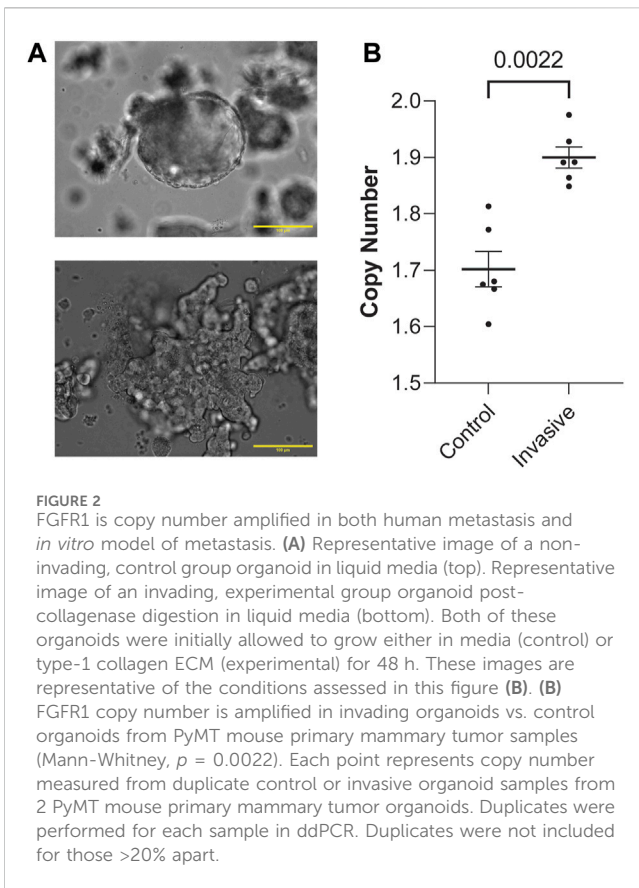 A
B
0.0022
2.0
1.9
1.8
1.7
1.6
1.5
Copy Number
Control
Invasive
100 µm
FIGURE 2
FGFR1 is copy number amplified in both human metastasis and
in vitro model of metastasis. (A) Representative image of a non-
invading, control group organoid in liquid media (top). Representative
image of an invading, experimental group organoid post-
collagenase digestion in liquid media (bottom). Both of these
organoids were initially allowed to grow either in media (control) or
type-1 collagen ECM (experimental) for 48 h. These images are
representative of the conditions assessed in this figure (B). (B)
FGFR1 copy number is amplified in invading organoids vs. control
organoids from PyMT mouse primary mammary tumor samples
(Mann-Whitney, p = 0.0022). Each point represents copy number
measured from duplicate control or invasive organoid samples from
2 PyMT mouse primary mammary tumor organoids. Duplicates were
performed for each sample in ddPCR. Duplicates were not included
for those >20% apart.